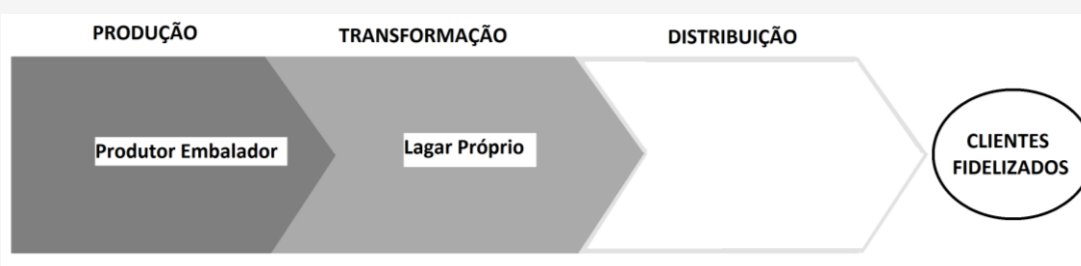 PRODUÇÃO
TRANSFORMAÇÃO
DISTRIBUIÇÃO
Produtor Embalador
Lagar Próprio
CLIENTES
FIDELIZADOS